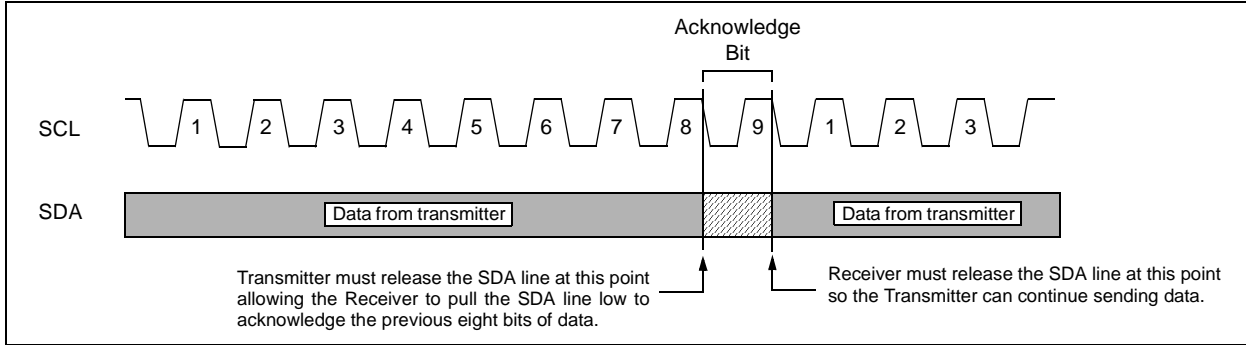 Acknowledge
Bit
SCL
1 2 3 4 5 6 7 8 9 1 2 3
SDA
Data from transmitter
Data from transmitter
Transmitter must release the SDA line at this point
allowing the Receiver to pull the SDA line low to
acknowledge the previous eight bits of data.
Receiver must release the SDA line at this point
so the Transmitter can continue sending data.